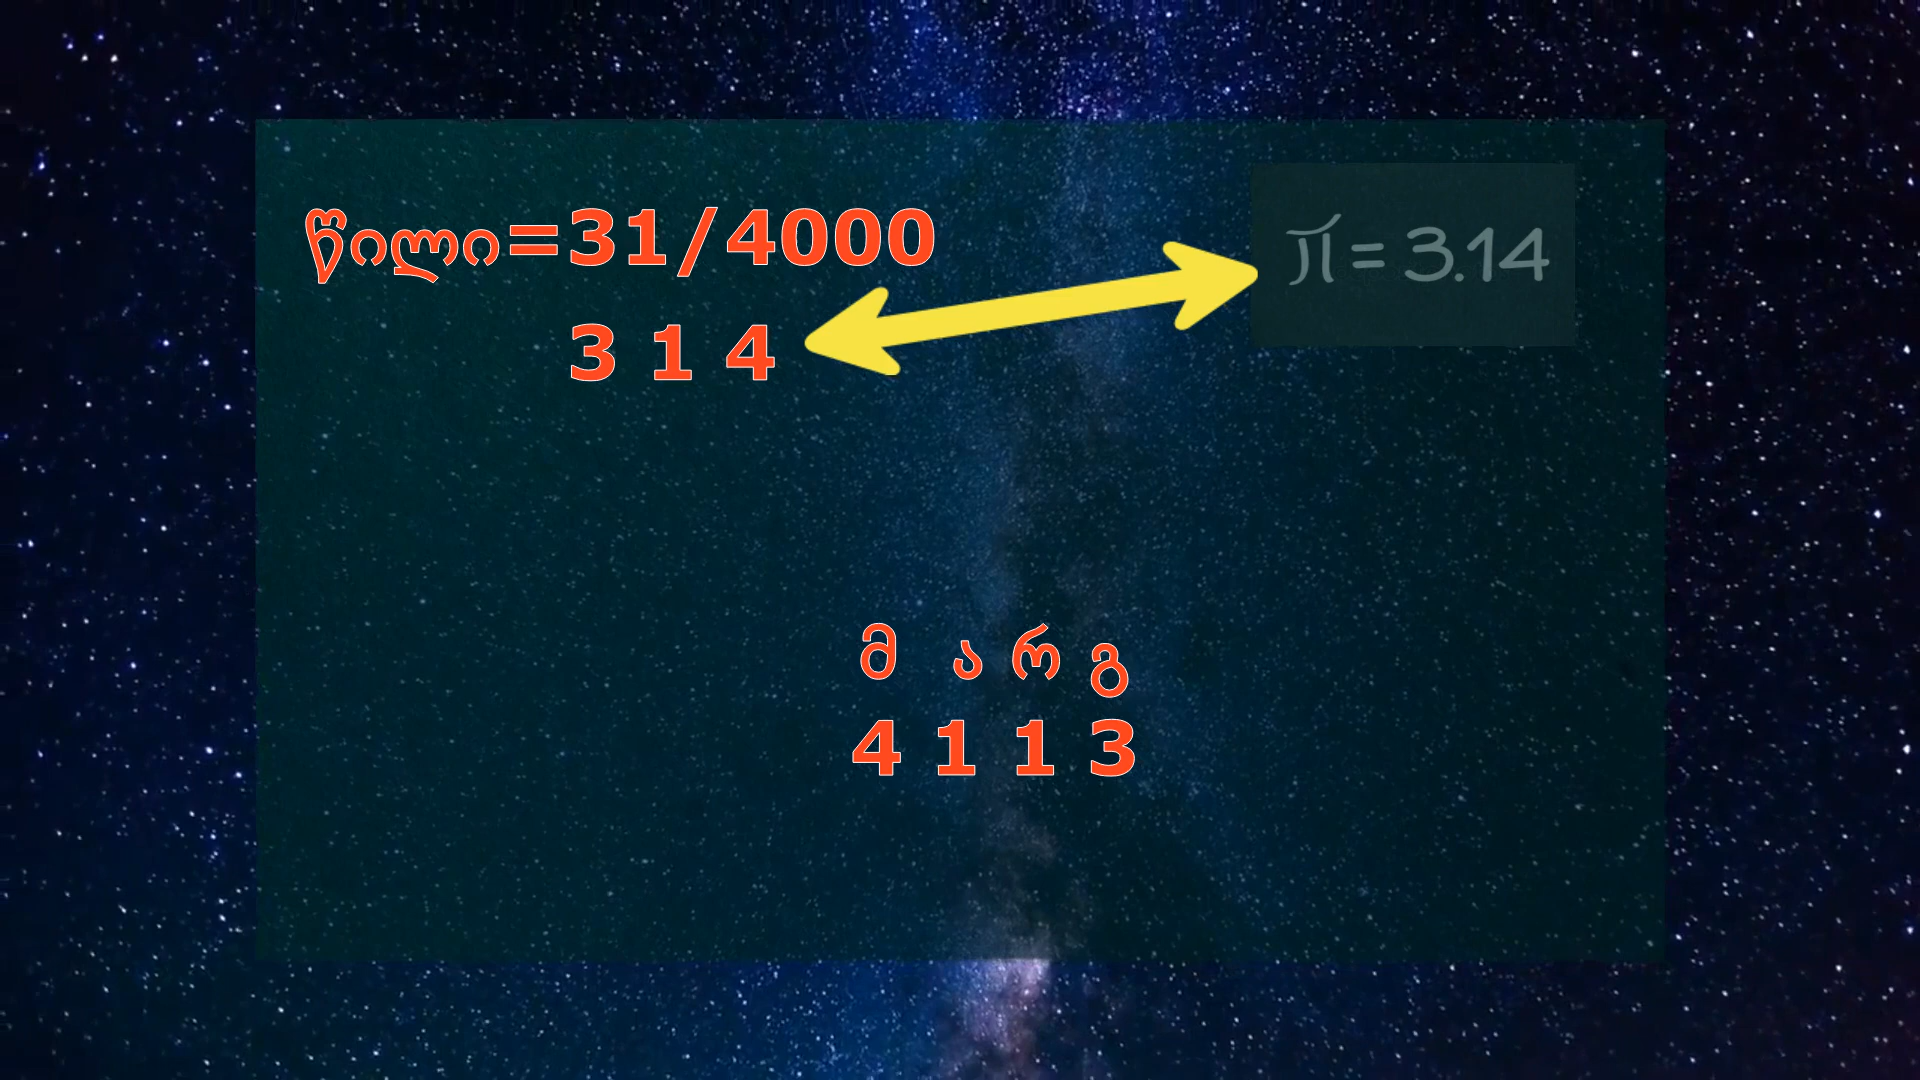 წილი=31/4000
π = 3.14
3 1 4
მ ა რ გ
4 1 1 3